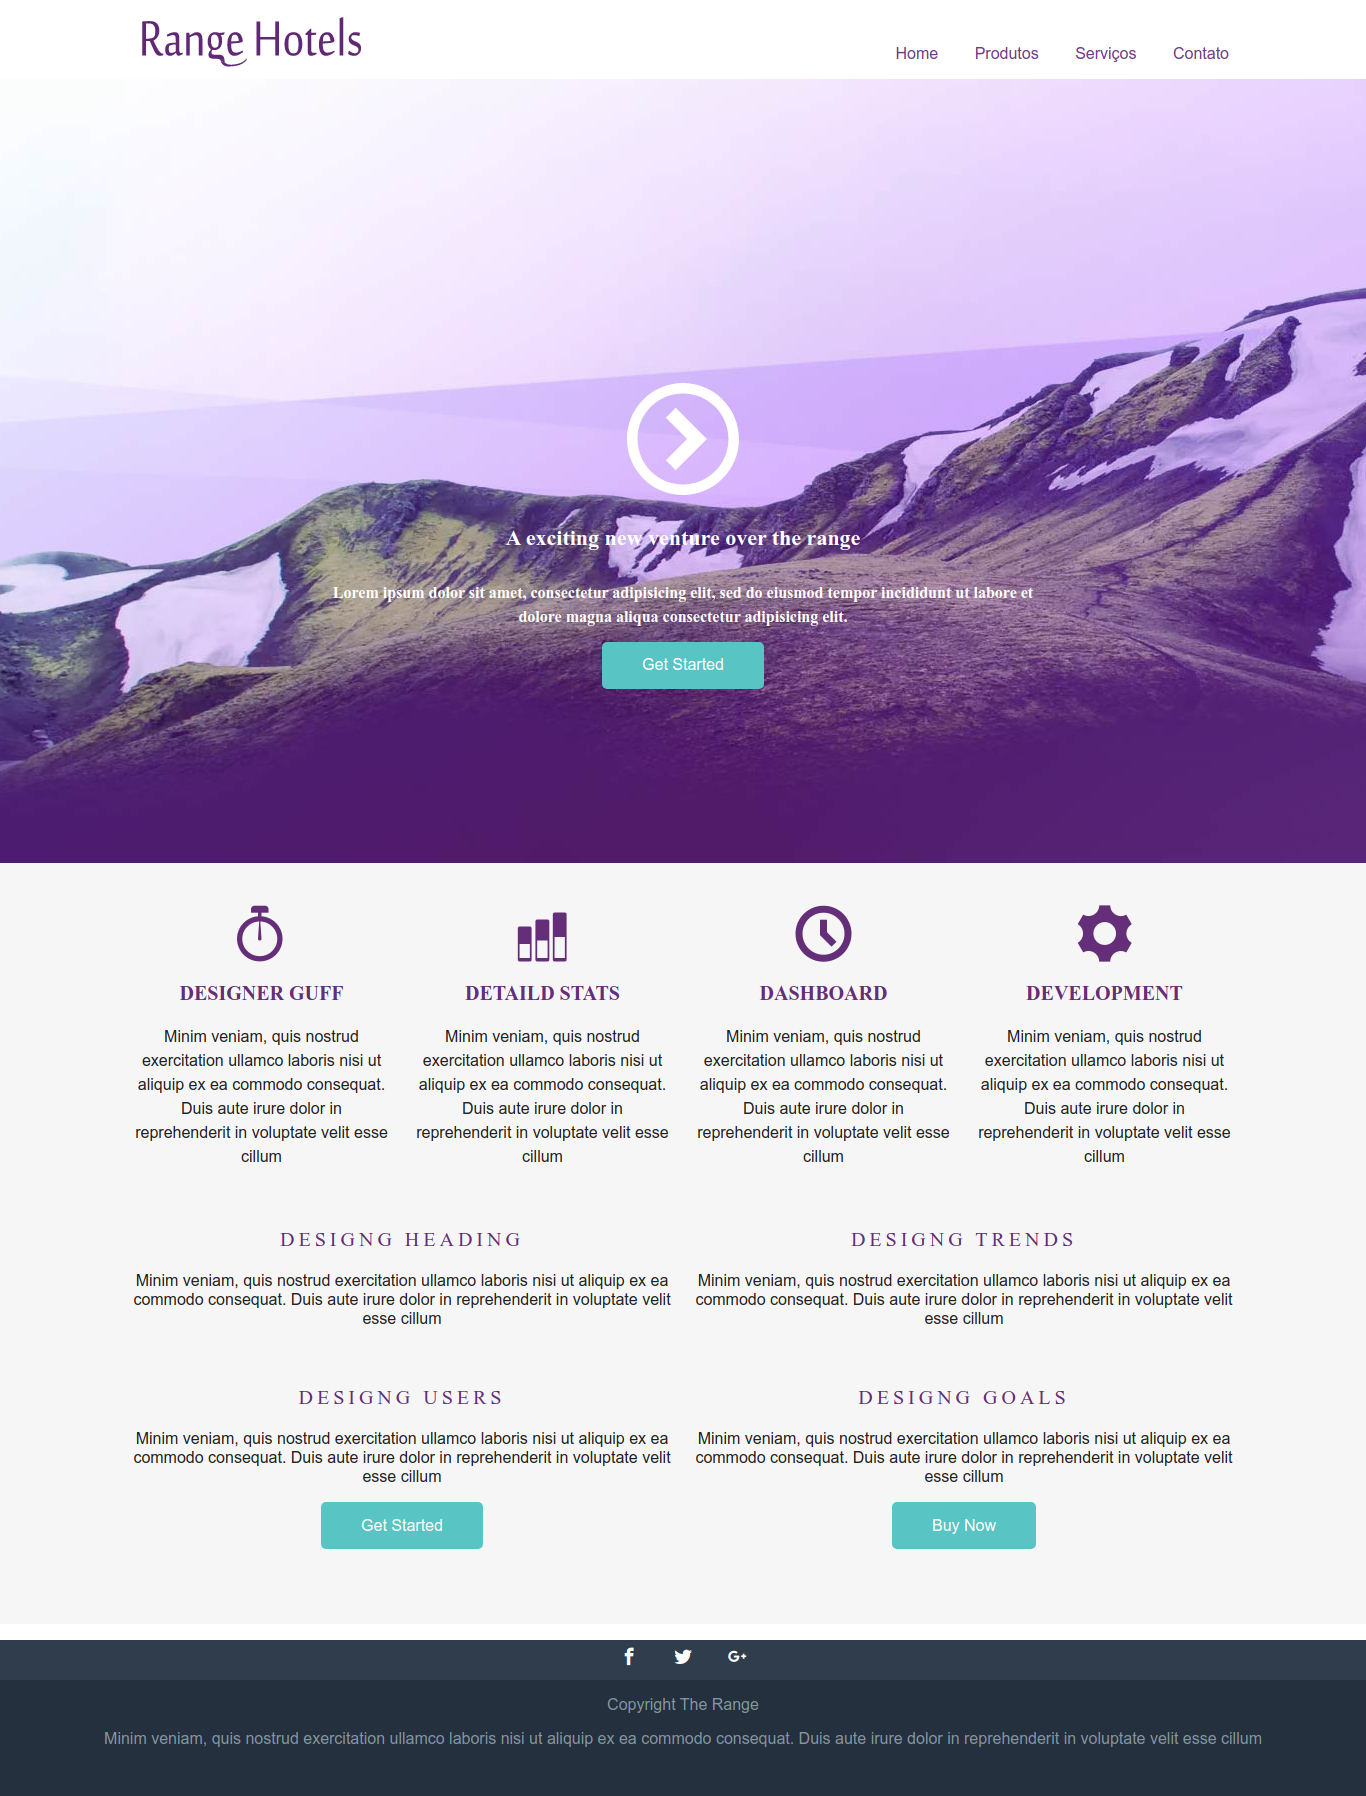 Range Hotels
Home Produtos Serviços Contato
A exciting new venture over the range
Lorem ipsum dolor sit amet, consectetur adipisicing elit, sed do eiusmod tempor incididunt ut labore et
dolore magna aliqua consectetur adipisicing elit.
Get Started
DESIGNER GUFF
Minim veniam, quis nostrud
exercitation ullamco laboris nisi ut
aliquip ex ea commodo consequat.
Duis aute irure dolor in
reprehenderit in voluptate velit esse
cillum
DETAILD STATS
Minim veniam, quis nostrud
exercitation ullamco laboris nisi ut
aliquip ex ea commodo consequat.
Duis aute irure dolor in
reprehenderit in voluptate velit esse
cillum
DASHBOARD
Minim veniam, quis nostrud
exercitation ullamco laboris nisi ut
aliquip ex ea commodo consequat.
Duis aute irure dolor in
reprehenderit in voluptate velit esse
cillum
DEVELOPMENT
Minim veniam, quis nostrud
exercitation ullamco laboris nisi ut
aliquip ex ea commodo consequat.
Duis aute irure dolor in
reprehenderit in voluptate velit esse
cillum
DESIGNG HEADING
Minim veniam, quis nostrud exercitation ullamco laboris nisi ut aliquip ex ea
commodo consequat. Duis aute irure dolor in reprehenderit in voluptate velit
esse cillum
DESIGNG TRENDS
Minim veniam, quis nostrud exercitation ullamco laboris nisi ut aliquip ex ea
commodo consequat. Duis aute irure dolor in reprehenderit in voluptate velit
esse cillum
DESIGNG USERS
Minim veniam, quis nostrud exercitation ullamco laboris nisi ut aliquip ex ea
commodo consequat. Duis aute irure dolor in reprehenderit in voluptate velit
esse cillum
Get Started
DESIGNG GOALS
Minim veniam, quis nostrud exercitation ullamco laboris nisi ut aliquip ex ea
commodo consequat. Duis aute irure dolor in reprehenderit in voluptate velit
esse cillum
Buy Now
Copyright The Range
Minim veniam, quis nostrud exercitation ullamco laboris nisi ut aliquip ex ea commodo consequat. Duis aute irure dolor in reprehenderit in voluptate velit esse cillum